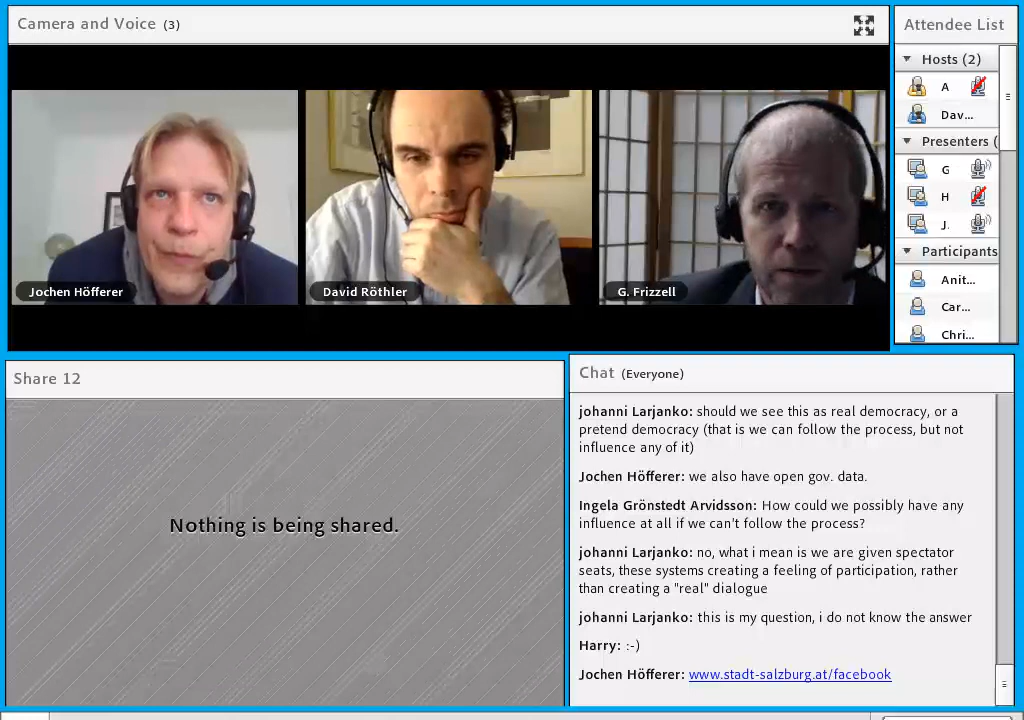 Camera and Voice (3)
Jochen Höfferer
David Röthler
G. Frizzell
Attendee List
Hosts (2)
A
Dav...
Presenters (
G
H
J.
Participants
Anit...
Car...
Chri...
Share 12
Nothing is being shared.
Chat (Everyone)
johanni Larjanko: should we see this as real democracy, or a
pretend democracy (that is we can follow the process, but not
influence any of it)
Jochen Höfferer: we also have open gov. data.
Ingela Grönstedt Arvidsson: How could we possibly have any
influence at all if we can't follow the process?
johanni Larjanko: no, what i mean is we are given spectator
seats, these systems creating a feeling of participation, rather
than creating a "real" dialogue
johanni Larjanko: this is my question, i do not know the answer
Harry: :-)
Jochen Höfferer: www.stadt-salzburg.at/facebook